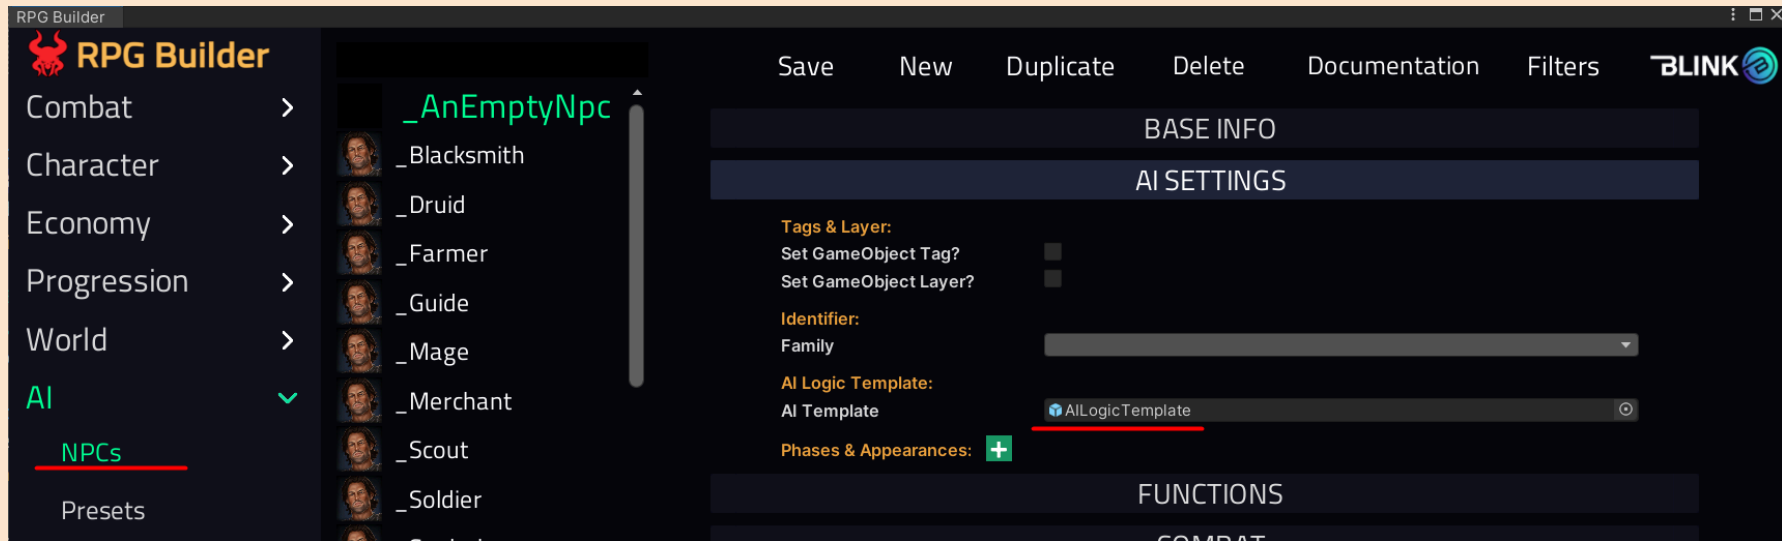 RPG Builder
RPG Builder
Combat
Character
Economy
Progression
World
AI
NPCs
Presets
_AnEmptyNpc
_Blacksmith
_Druid
_Farmer
_Guide
_Mage
_Merchant
_Scout
_Soldier
Save New Duplicate Delete Documentation Filters BLINK
BASE INFO
AI SETTINGS
Tags & Layer:
Set GameObject Tag?
Set GameObject Layer?
Identifier:
Family
AI Logic Template:
AI Template AILogicTemplate
Phases & Appearances:
FUNCTIONS
COMBAT